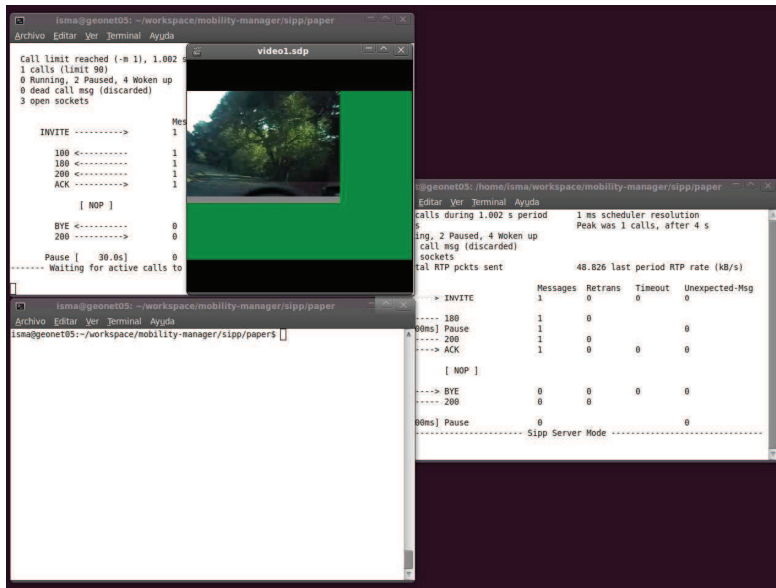 isma@geonet05: ~/workspace/mobility-manager/sipp/paper
Archivo Editar Ver Terminal Ayuda
Call limit reached (-m 1), 1.002 s
1 calls (limit 90)
0 Running, 2 Paused, 4 Woken up
0 dead call msg (discarded)
3 open sockets
Mes
INVITE ----------> 1
100 <---------- 1
180 <---------- 1
200 <---------- 1
ACK ----------> 1
[ NOP ]
BYE <---------- 0
200 ----------> 0
Pause [ 30.0s] 0
------- Waiting for active calls to
video1.sdp
isma@geonet05: ~/workspace/mobility-manager/sipp/paper
Archivo Editar Ver Terminal Ayuda
isma@geonet05:~/workspace/mobility-manager/sipp/paper$
@geonet05: /home/isma/workspace/mobility-manager/sipp/paper
Editar Ver Terminal Ayuda
calls during 1.002 s period 1 ms scheduler resolution
s Peak was 1 calls, after 4 s
ing, 2 Paused, 4 Woken up
call msg (discarded)
sockets
tal RTP pckts sent 48.826 last period RTP rate (kB/s)
Messages Retrans Timeout Unexpected-Msg
----> INVITE 1 0 0 0
----- 180 1 0
00ms] Pause 1 0
----- 200 1 0
----> ACK 1 0 0 0
[ NOP ]
----> BYE 0 0 0 0
----- 200 0 0
00ms] Pause 0 0
---------------------- Sipp Server Mode -------------------------------